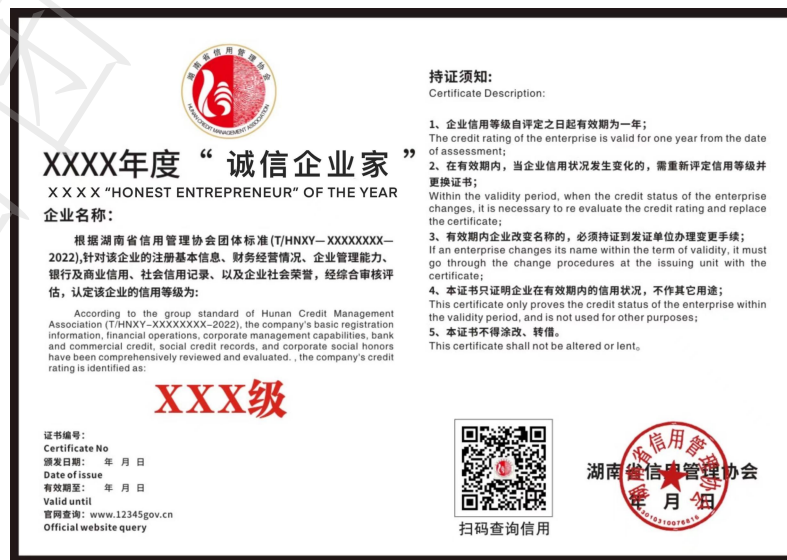 湖南省信用管理协会
HUNAN CREDIT MANAGEMENT ASSOCIATION
XXXX年度“诚信企业家”
XXXX “HONEST ENTREPRENEUR” OF THE YEAR
企业名称：
根据湖南省信用管理协会团体标准(T/HNXY—XXXXXXXX—
2022),针对该企业的注册基本信息、财务经营情况、企业管理能力、
银行及商业信用、社会信用记录、以及企业社会荣誉，经综合审核评
估，认定该企业的信用等级为：
According to the group standard of Hunan Credit Management
Association (T/HNXY–XXXXXXXX–2022), the company's basic registration
information, financial operations, corporate management capabilities, bank
and commercial credit, social credit records, and corporate social honors
have been comprehensively reviewed and evaluated. , the company's credit
rating is identified as:
XXX级
证书编号：
Certificate No
颁发日期： 年 月 日
Date of issue
有效期至： 年 月 日
Valid until
官网查询：www.12345gov.cn
Official website query
持证须知:
Certificate Description:
1、企业信用等级自评定之日起有效期为一年；
The credit rating of the enterprise is valid for one year from the date
of assessment；
2、在有效期内，当企业信用状况发生变化的，需重新评定信用等级并
更换证书；
Within the validity period, when the credit status of the enterprise
changes, it is necessary to re evaluate the credit rating and replace
the certificate；
3、有效期内企业改变名称的，必须持证到发证单位办理变更手续；
If an enterprise changes its name within the term of validity, it must
go through the change procedures at the issuing unit with the
certificate；
4、本证书只证明企业在有效期内的信用状况，不作其它用途；
This certificate only proves the credit status of the enterprise within
the validity period, and is not used for other purposes；
5、本证书不得涂改、转借。
This certificate shall not be altered or lent。
扫码查询信用
湖南省信用管理协会
年 月 日
湖南省信用管理协会